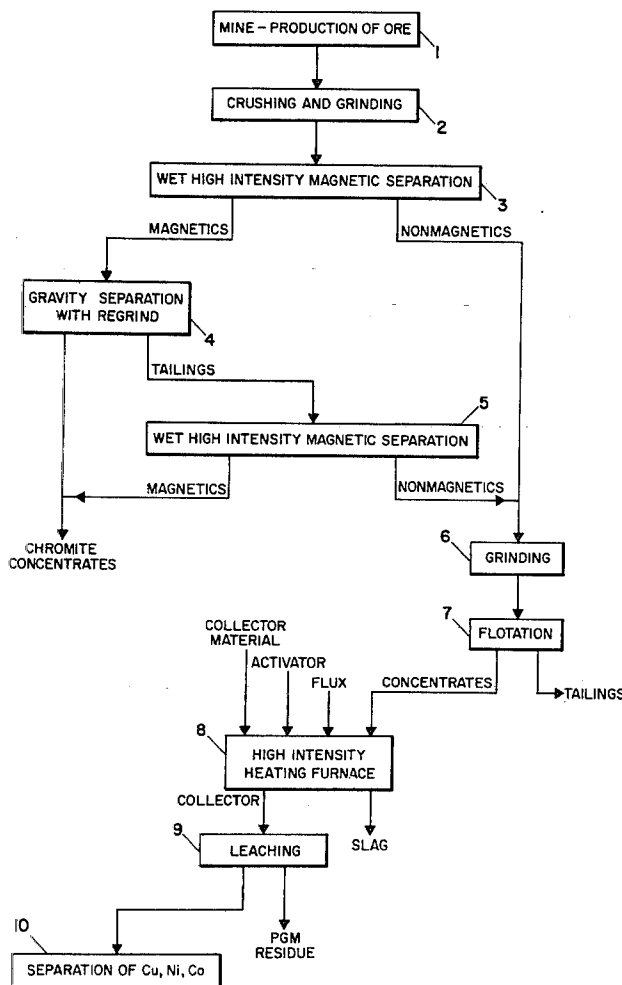 MINE - PRODUCTION OF ORE
1
CRUSHING AND GRINDING
2
WET HIGH INTENSITY MAGNETIC SEPARATION
3
MAGNETICS
NONMAGNETICS
GRAVITY SEPARATION
WITH REGRIND
4
TAILINGS
5
WET HIGH INTENSITY MAGNETIC SEPARATION
MAGNETICS
NONMAGNETICS
CHROMITE
CONCENTRATES
6
GRINDING
7
FLOTATION
COLLECTOR
MATERIAL
ACTIVATOR
FLUX
CONCENTRATES
TAILINGS
8
HIGH INTENSITY
HEATING FURNACE
COLLECTOR
SLAG
9
LEACHING
PGM
RESIDUE
10
SEPARATION OF Cu, Ni, Co